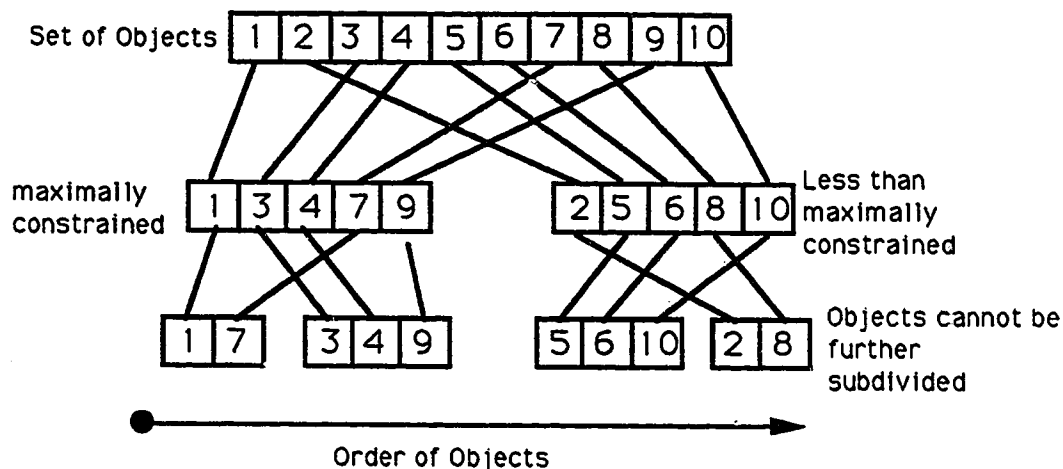 Set of Objects 1 2 3 4 5 6 7 8 9 10
maximally
constrained
1 3 4 7 9
2 5 6 8 10
Less than
maximally
constrained
1 7
3 4 9
5 6 10
2 8
Objects cannot be
further
subdivided
Order of Objects